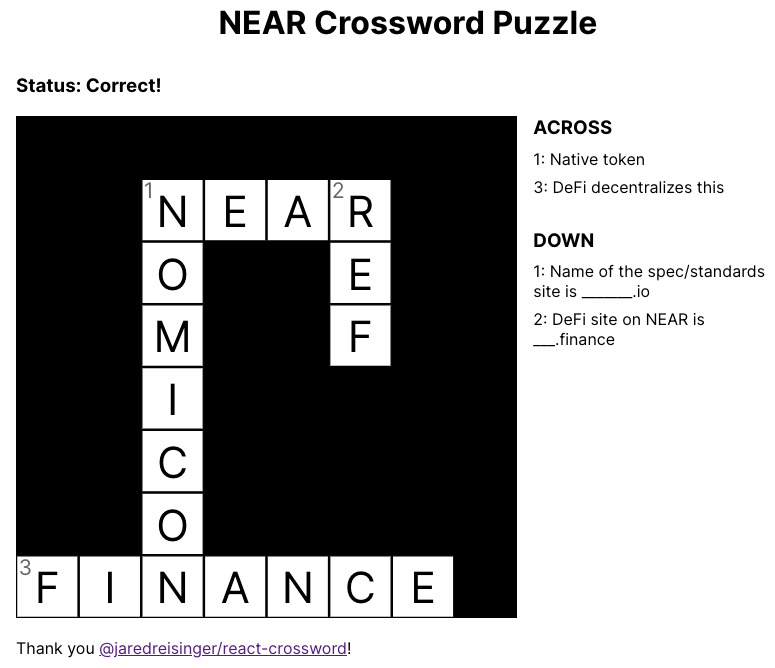 NEAR Crossword Puzzle
Status: Correct!
1 N E A 2 R
O E
M F
I
C
O
3 F I N A N C E
ACROSS
1: Native token
3: DeFi decentralizes this
DOWN
1: Name of the spec/standards
site is _______.io
2: DeFi site on NEAR is
___.finance
Thank you @jaredreisinger/react-crossword!